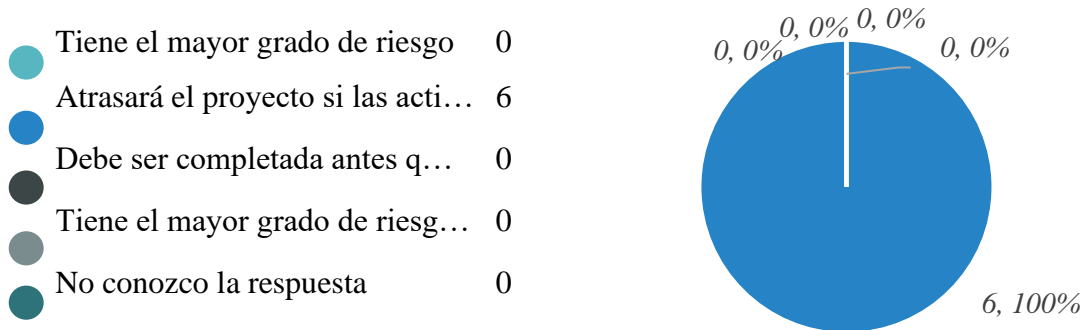 Tiene el mayor grado de riesgo 0
Atrasará el proyecto si las acti… 6
Debe ser completada antes q… 0
Tiene el mayor grado de riesg… 0
No conozco la respuesta 0
0, 0%
0, 0%
0, 0%
0, 0%
6, 100%